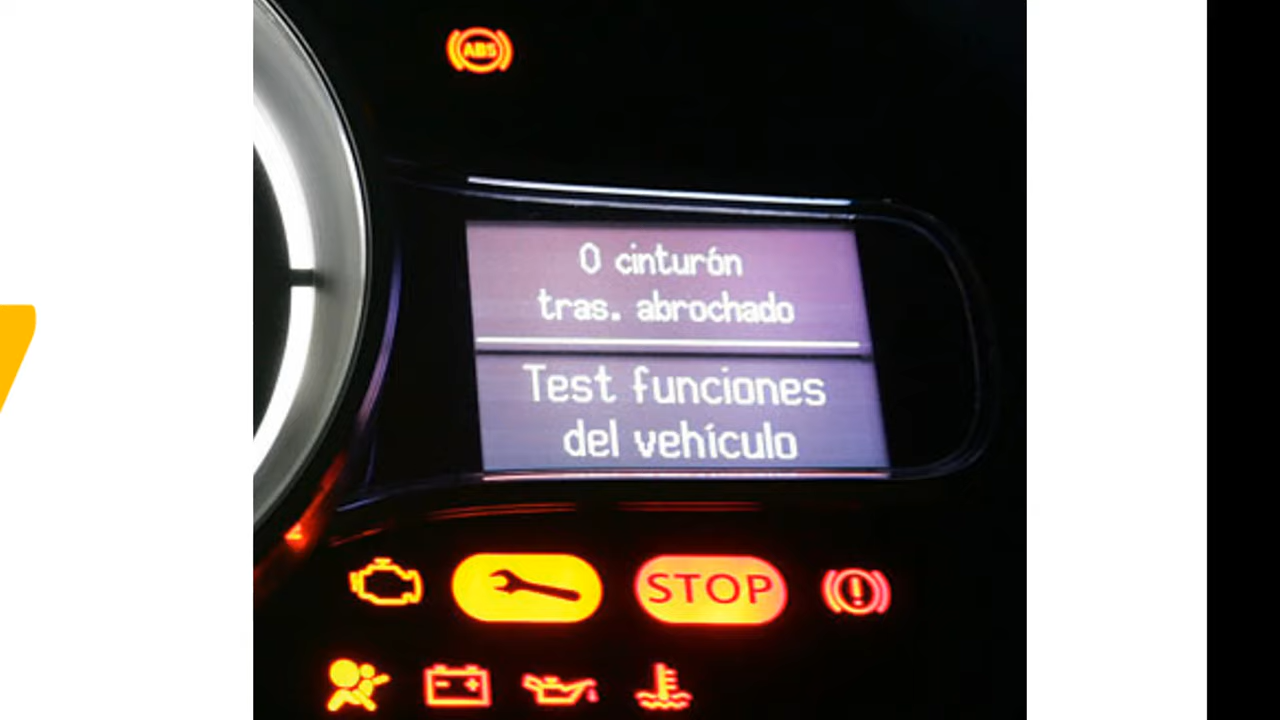 ABS
0 cinturón
tras. abrochado
Test funciones
del vehículo
STOP